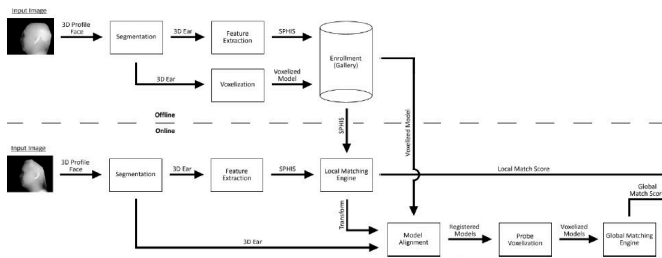 Input Image
3D Profile
Face
Segmentation
3D Ear
Feature
Extraction
SPHIS
Enrollment
(Gallery)
3D Ear
Voxelization
Voxelized
Model
Offline
Online
SPHIS
Voxelized Model
Input Image
3D Profile
Face
Segmentation
3D Ear
Feature
Extraction
SPHIS
Local Matching
Engine
Local Match Score
Global
Match Score
Transform
3D Ear
Model
Alignment
Registered
Models
Probe
Voxelization
Voxelized
Models
Global Matching
Engine